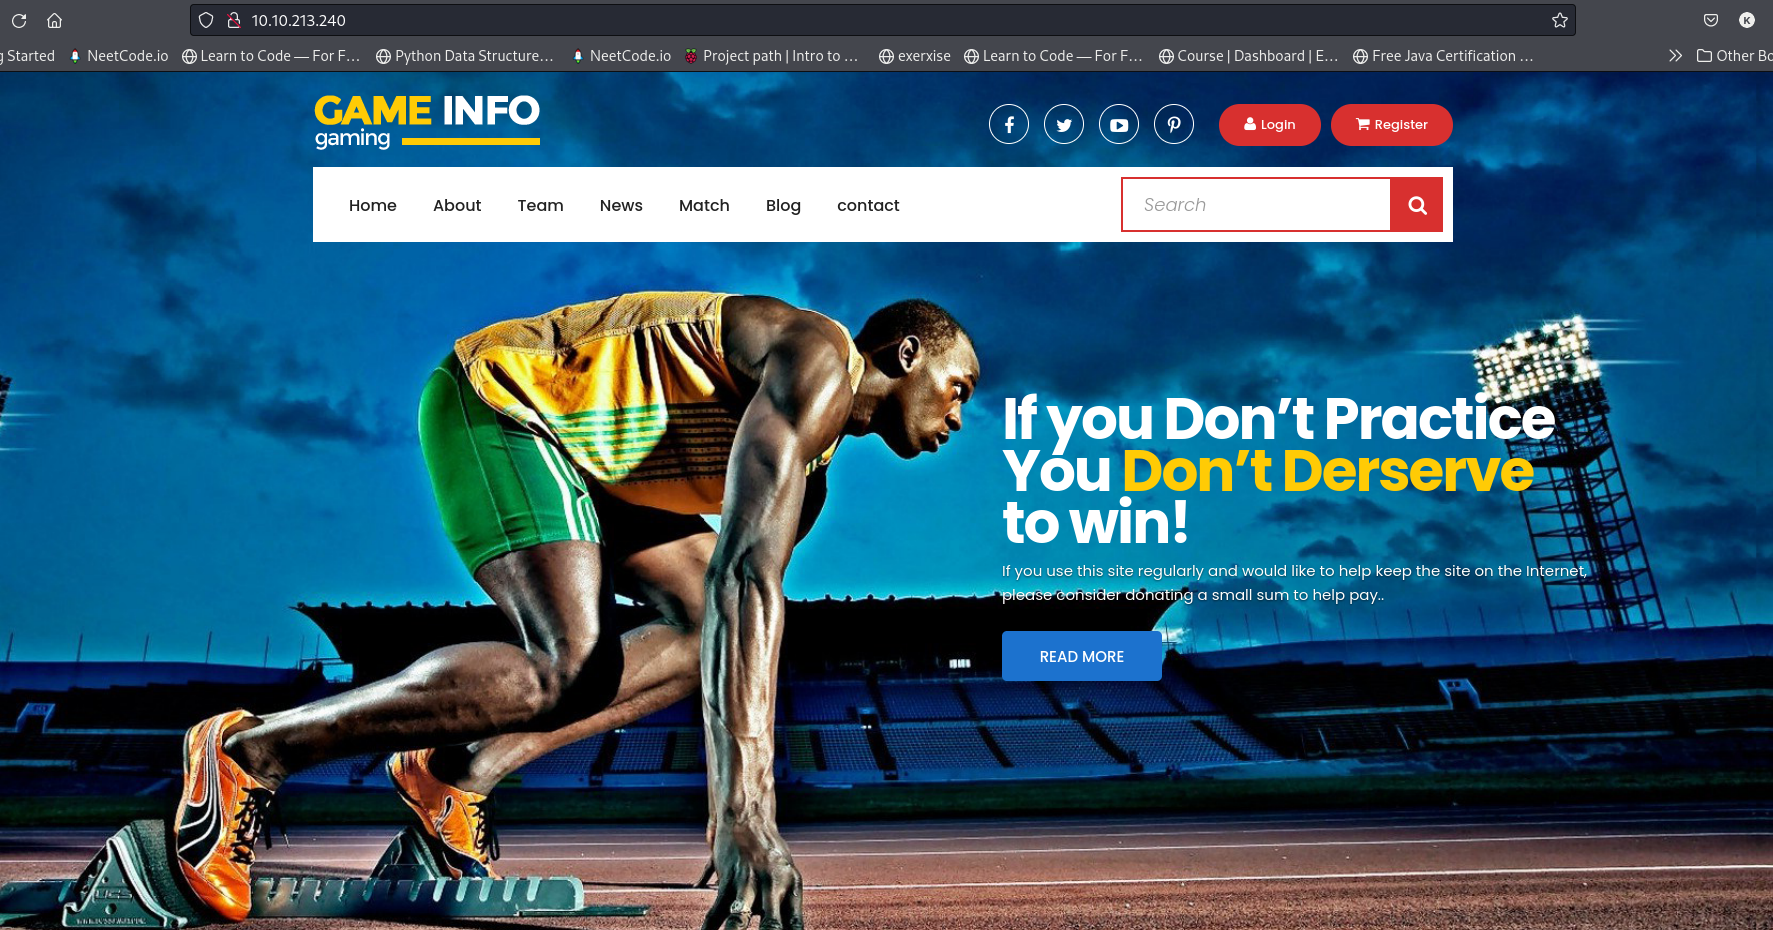 10.10.213.240
g Started NeetCode.io Learn to Code — For F… Python Data Structure… NeetCode.io Project path | Intro to … exerxise Learn to Code — For F… Course | Dashboard | E… Free Java Certification … Other Bo
K
GAME INFO
gaming
Login Register
Home About Team News Match Blog contact Search
If you Don’t Practice
You Don’t Derserve
to win!
If you use this site regularly and would like to help keep the site on the Internet,
please consider donating a small sum to help pay..
READ MORE